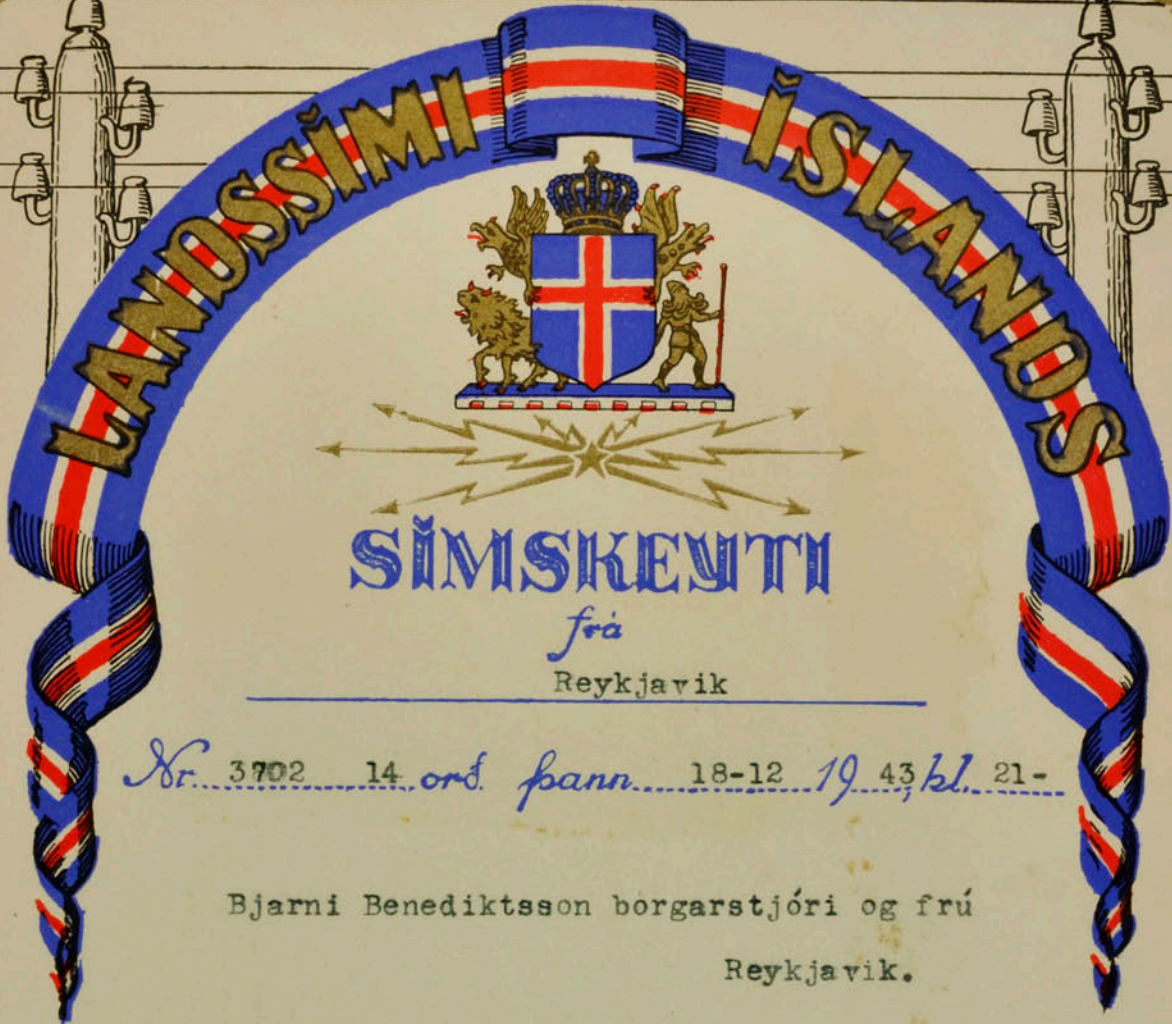 LANDSSÍMI ÍSLANDS
SÍMSKEYTI
frá
Reykjavik
Nr. 3702 14 orð. þann 18-12 19 43, kl. 21-
Bjarni Benediktsson borgarstjóri og frú
Reykjavik.